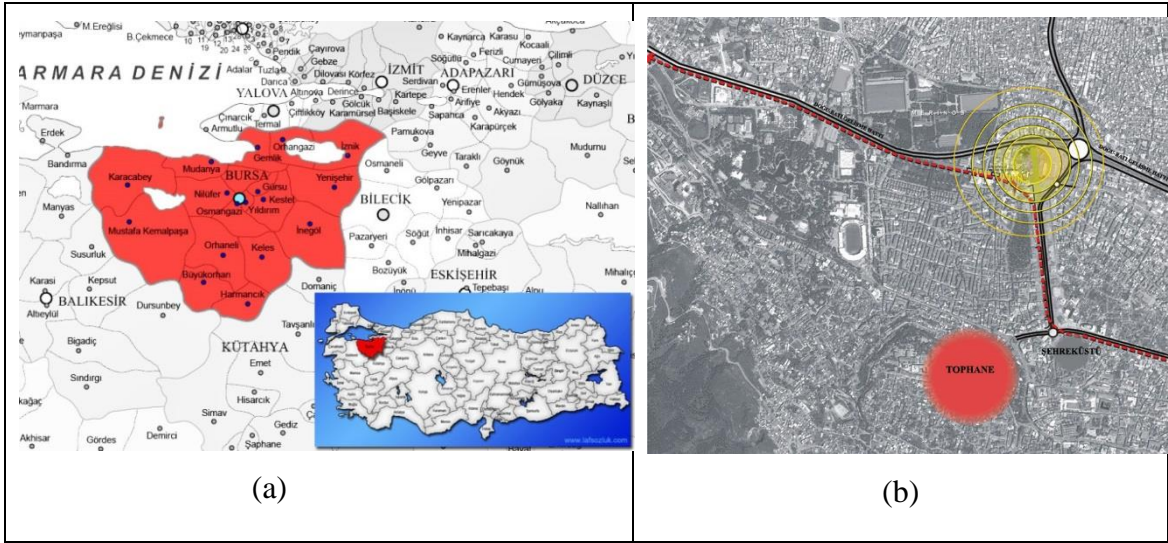 M.Ereğlisi
B.Çekmece
Pendik
Çayırova
Gebze
Adalar
Tuzla
Darıca
Dilovası
Körfez
Derince
İZMİT
Kaynarca
Karasu
Ferizli
Kocaali
Söğütlü
Cumayeri
Çilimli
Serdivan
ADAPAZARI
Gümüşova
DÜZCE
Erenler
Hendek
Gölyaka
Kaynaşlı
ARMARA DENİZİ
YALOVA
Altınova
Kartepe
Arifiye
Akyazı
Çınarcık
Çiftlikköy
Gölcük
Başiskele
Sapanca
Karamürsel
Karapürçek
Termal
Armutlu
Marmara
Erdek
Bandırma
Orhangazi
Gemlik
İznik
Mudanya
Pamukova
Geyve
Taraklı
Göynük
Mudurnu
Osmaneli
Karacabey
BURSA
Gürsu
Yenişehir
Nilüfer
Kestel
Osmangazi
Yıldırım
Gölpazarı
BİLECİK
Yenipazar
Nallıhan
Manyas
Mustafa Kemalpaşa
İnegöl
Pazaryeri
Söğüt
İnhisar
Sarıcakaya
Mihalgazi
Orhaneli
Keles
Susurluk
Bozüyük
Büyükorhan
ESKİŞEHİR
Tepebaşı
Karasi
Kepsut
Harmancık
Domaniç
BALIKESİR
Dursunbey
Altıeylül
Tavşanlı
Bigadiç
KÜTAHYA
Emet
Sındırgı
Hisarcık
Simav
Gediz
Akhisar
Gördes
Demirci
Şaphane
www.lafsozluk.com
(a)
TOPHANE
ŞEHREKÜSTÜ
(b)